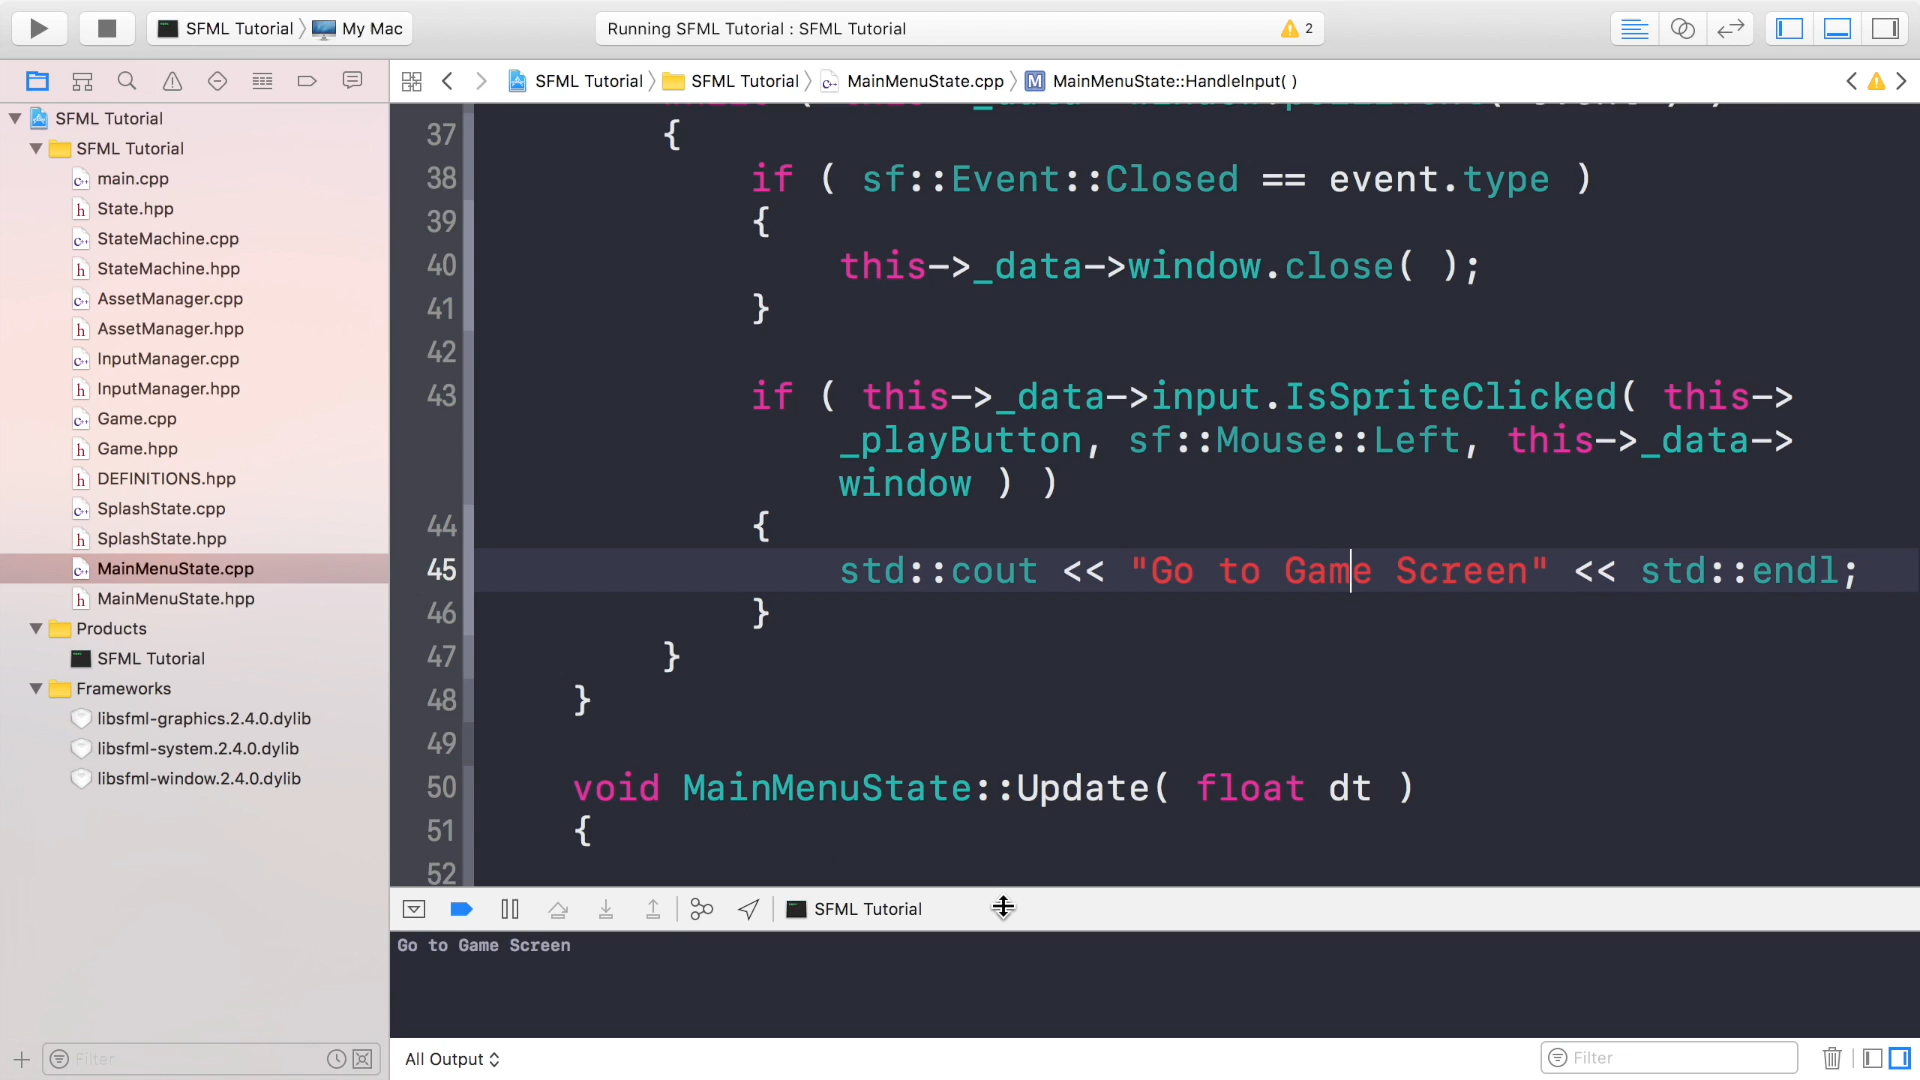 SFML Tutorial My Mac
Running SFML Tutorial : SFML Tutorial
2
SFML Tutorial SFML Tutorial MainMenuState.cpp M MainMenuState::HandleInput( )
SFML Tutorial
SFML Tutorial
main.cpp
State.hpp
StateMachine.cpp
StateMachine.hpp
AssetManager.cpp
AssetManager.hpp
InputManager.cpp
InputManager.hpp
Game.cpp
Game.hpp
DEFINITIONS.hpp
SplashState.cpp
SplashState.hpp
MainMenuState.cpp
MainMenuState.hpp
Products
SFML Tutorial
Frameworks
libsfml-graphics.2.4.0.dylib
libsfml-system.2.4.0.dylib
libsfml-window.2.4.0.dylib
Filter
37 {
38 if ( sf::Event::Closed == event.type )
39 {
40 this->_data->window.close( );
41 }
42
43 if ( this->_data->input.IsSpriteClicked( this->
_playButton, sf::Mouse::Left, this->_data->
window ) )
44 {
45 std::cout << "Go to Game Screen" << std::endl;
46 }
47 }
48 }
49
50 void MainMenuState::Update( float dt )
51 {
52
SFML Tutorial
Go to Game Screen
All Output
Filter